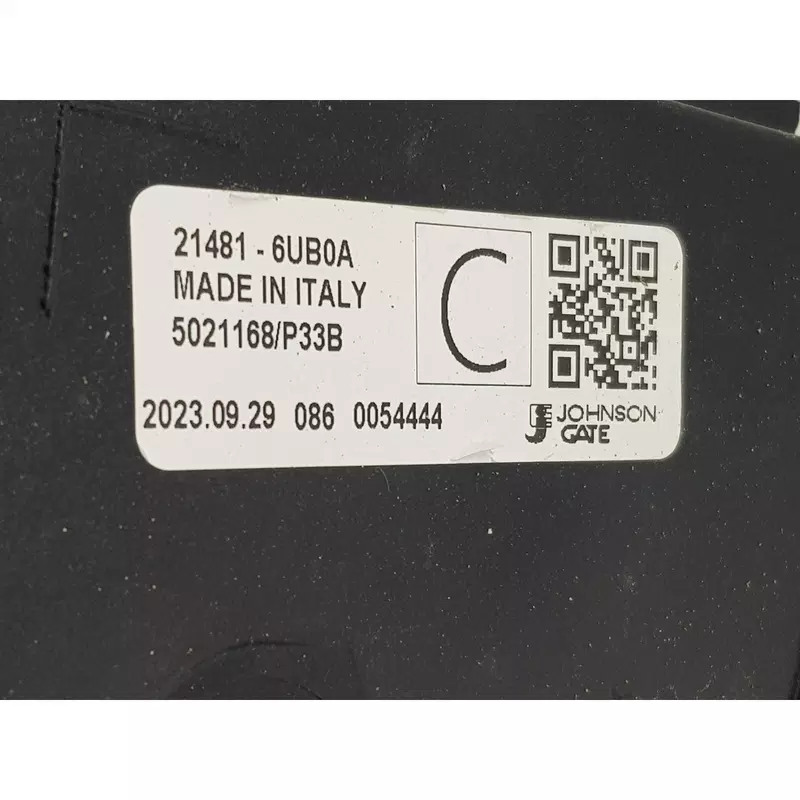 21481 - 6UB0A
MADE IN ITALY
5021168/P33B
C
2023.09.29 086 0054444
JOHNSON
GATE